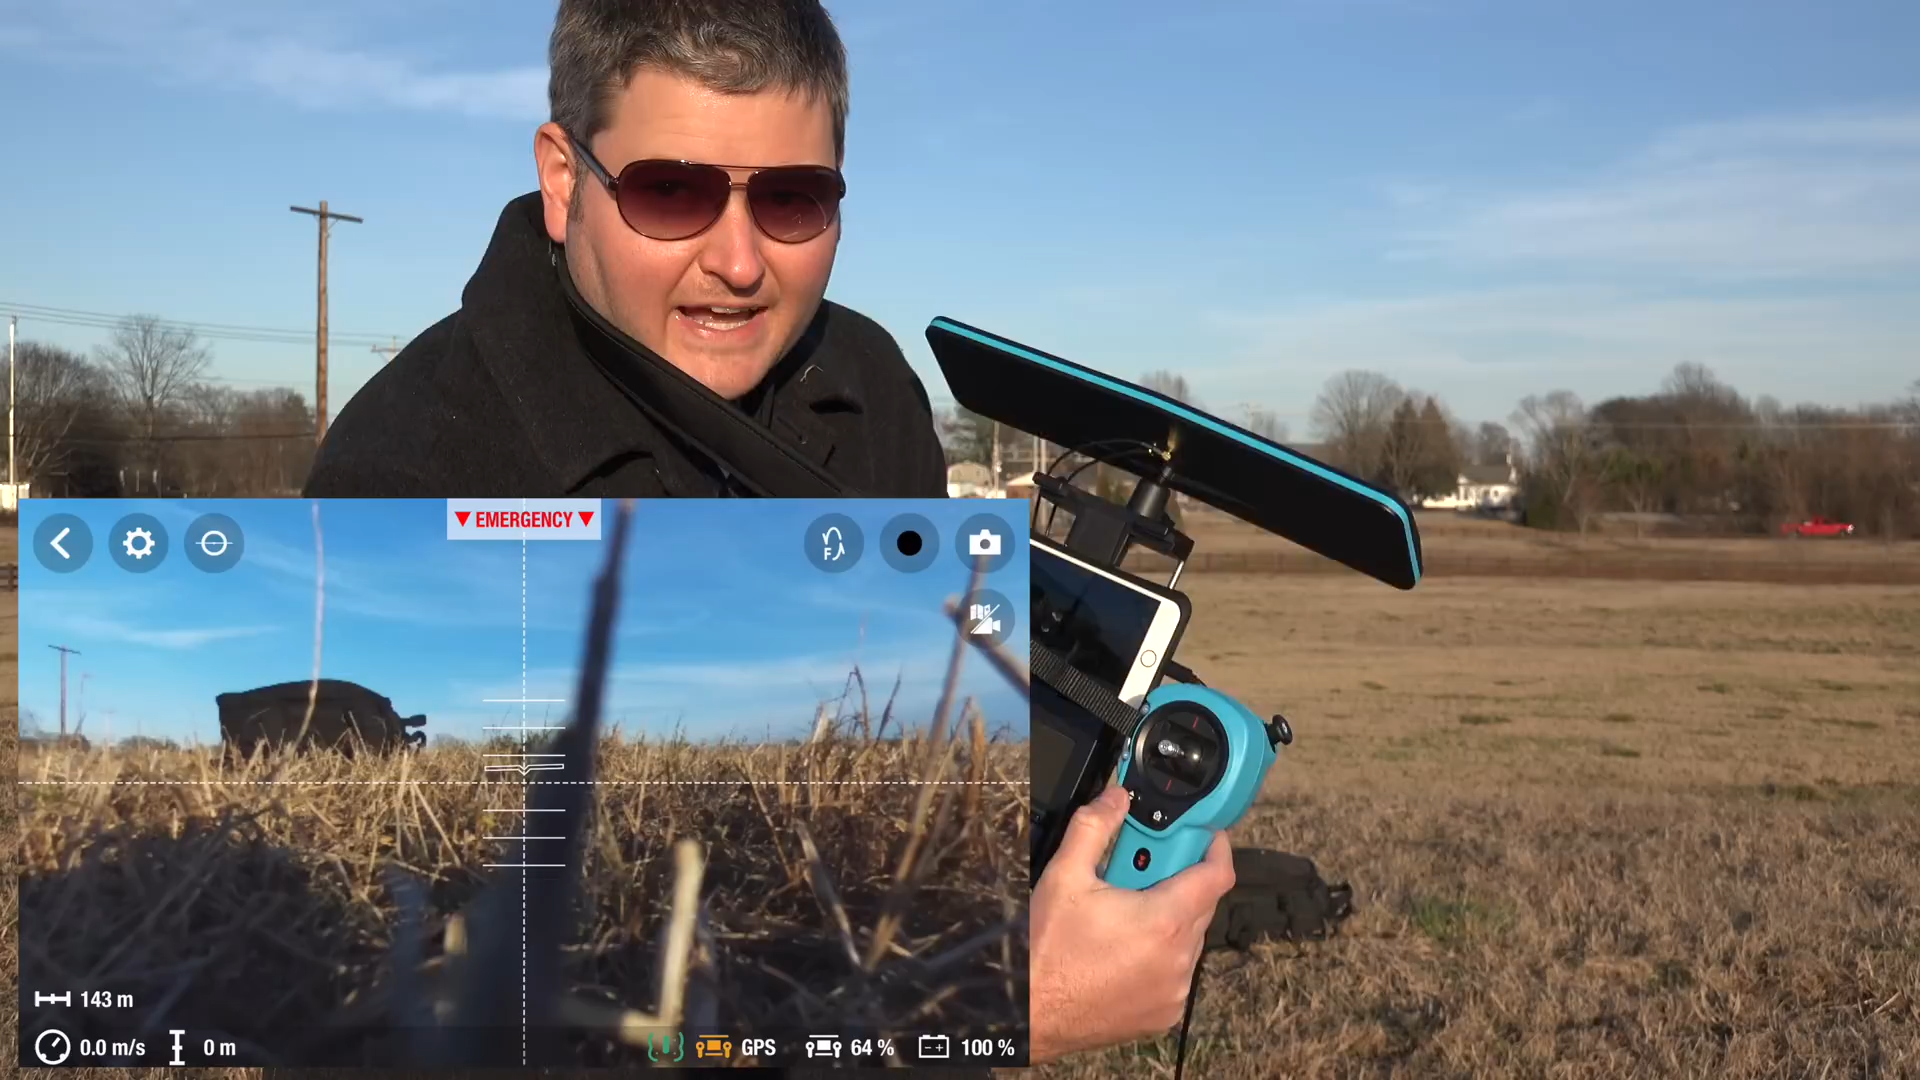 ▼ EMERGENCY ▼
F
143 m
0.0 m/s 0 m GPS 64 % 100 %